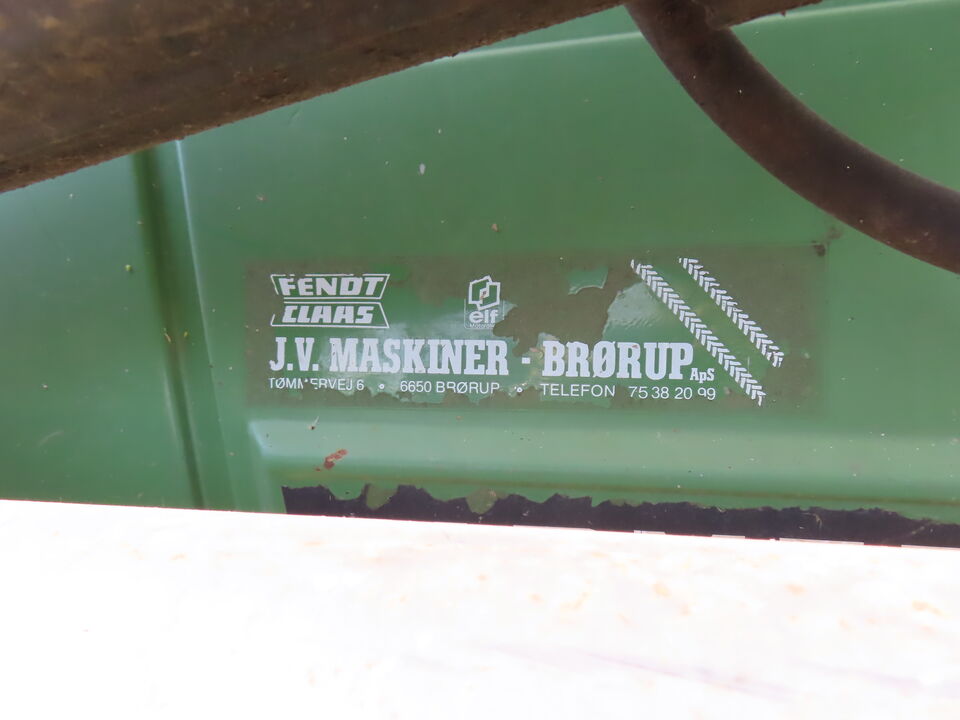 FENDT
CLAAS
elf
J.V. MASKINER - BRØRUP ApS
6650 BRØRUP • TELEFON 75 38 20 99